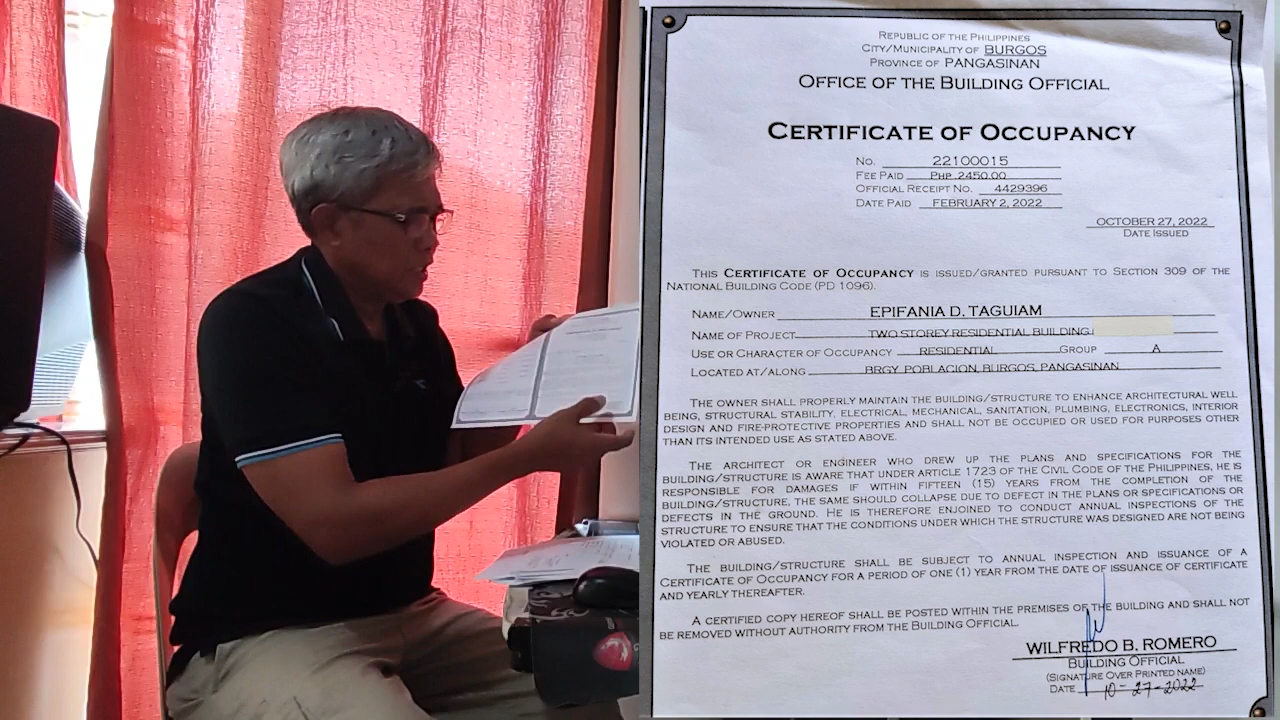 REPUBLIC OF THE PHILIPPINES
CITY/MUNICIPALITY OF BURGOS
PROVINCE OF PANGASINAN
OFFICE OF THE BUILDING OFFICIAL
CERTIFICATE OF OCCUPANCY
NO. 22100015
FEE PAID PHP 2450.00
OFFICIAL RECEIPT NO. 4429396
DATE PAID FEBRUARY 2, 2022
OCTOBER 27, 2022
DATE ISSUED
THIS CERTIFICATE OF OCCUPANCY IS ISSUED/GRANTED PURSUANT TO SECTION 309 OF THE
NATIONAL BUILDING CODE (PD 1096).
NAME/OWNER EPIFANIA D. TAGUIAM
NAME OF PROJECT TWO STOREY RESIDENTIAL BUILDING
USE OR CHARACTER OF OCCUPANCY RESIDENTIAL GROUP A
LOCATED AT/ALONG BRGY. POBLACION, BURGOS, PANGASINAN
THE OWNER SHALL PROPERLY MAINTAIN THE BUILDING/STRUCTURE TO ENHANCE ARCHITECTURAL WELL
BEING, STRUCTURAL STABILITY, ELECTRICAL, MECHANICAL, SANITATION, PLUMBING, ELECTRONICS, INTERIOR
DESIGN AND FIRE-PROTECTIVE PROPERTIES AND SHALL NOT BE OCCUPIED OR USED FOR PURPOSES OTHER
THAN ITS INTENDED USE AS STATED ABOVE.
THE ARCHITECT OR ENGINEER WHO DREW UP THE PLANS AND SPECIFICATIONS FOR THE
BUILDING/STRUCTURE IS AWARE THAT UNDER ARTICLE 1723 OF THE CIVIL CODE OF THE PHILIPPINES, HE IS
RESPONSIBLE FOR DAMAGES IF WITHIN FIFTEEN (15) YEARS FROM THE COMPLETION OF THE
BUILDING/STRUCTURE, THE SAME SHOULD COLLAPSE DUE TO DEFECT IN THE PLANS OR SPECIFICATIONS OR
DEFECTS IN THE GROUND. HE IS THEREFORE ENJOINED TO CONDUCT ANNUAL INSPECTIONS OF THE
STRUCTURE TO ENSURE THAT THE CONDITIONS UNDER WHICH THE STRUCTURE WAS DESIGNED ARE NOT BEING
VIOLATED OR ABUSED.
THE BUILDING/STRUCTURE SHALL BE SUBJECT TO ANNUAL INSPECTION AND ISSUANCE OF A
CERTIFICATE OF OCCUPANCY FOR A PERIOD OF ONE (1) YEAR FROM THE DATE OF ISSUANCE OF CERTIFICATE
AND YEARLY THEREAFTER.
A CERTIFIED COPY HEREOF SHALL BE POSTED WITHIN THE PREMISES OF THE BUILDING AND SHALL NOT
BE REMOVED WITHOUT AUTHORITY FROM THE BUILDING OFFICIAL.
WILFREDO B. ROMERO
BUILDING OFFICIAL
(SIGNATURE OVER PRINTED NAME)
DATE 10-27-2022